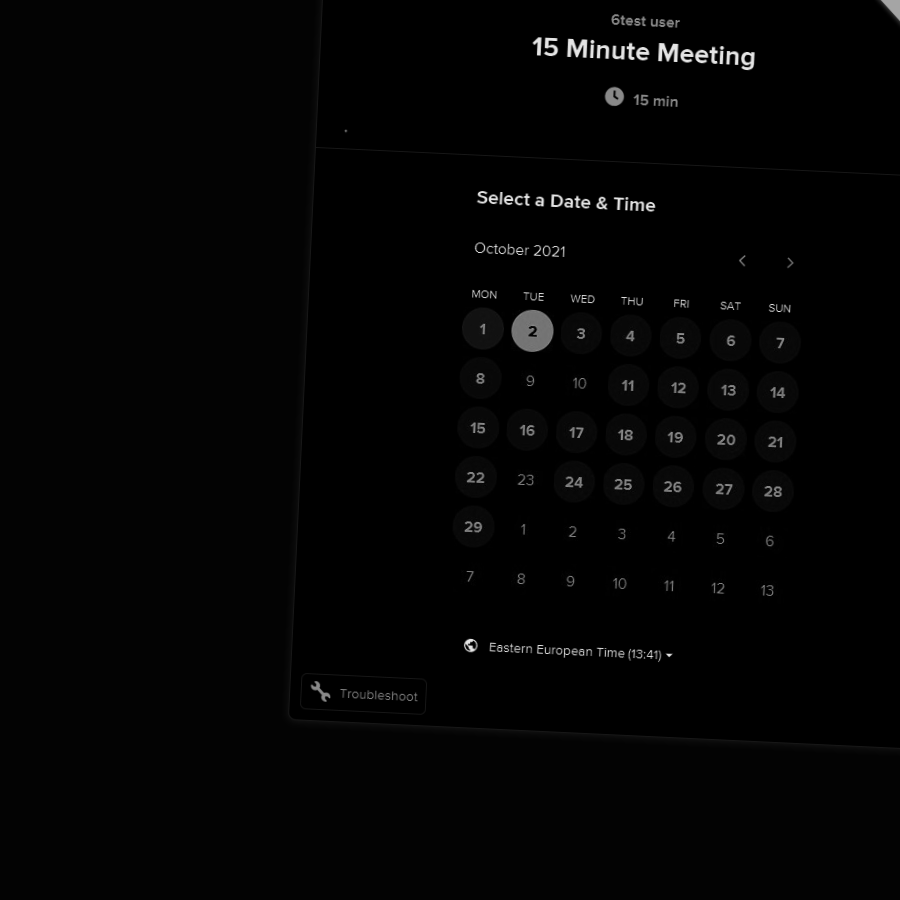 6test user
15 Minute Meeting
15 min
Select a Date & Time
October 2021
MON TUE WED THU FRI SAT SUN
1 2 3 4 5 6 7
8 9 10 11 12 13 14
15 16 17 18 19 20 21
22 23 24 25 26 27 28
29 1 2 3 4 5 6
7 8 9 10 11 12 13
Eastern European Time (13:41)
Troubleshoot